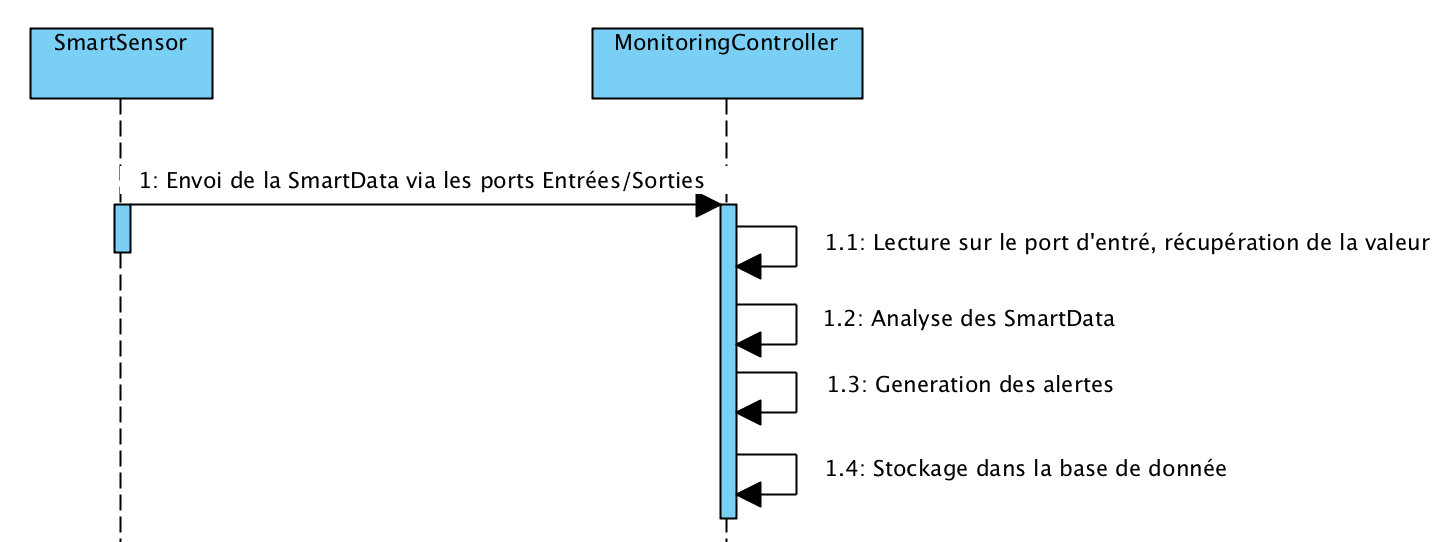 SmartSensor
MonitoringController
1: Envoi de la SmartData via les ports Entrées/Sorties
1.1: Lecture sur le port d'entré, récupération de la valeur
1.2: Analyse des SmartData
1.3: Generation des alertes
1.4: Stockage dans la base de donnée